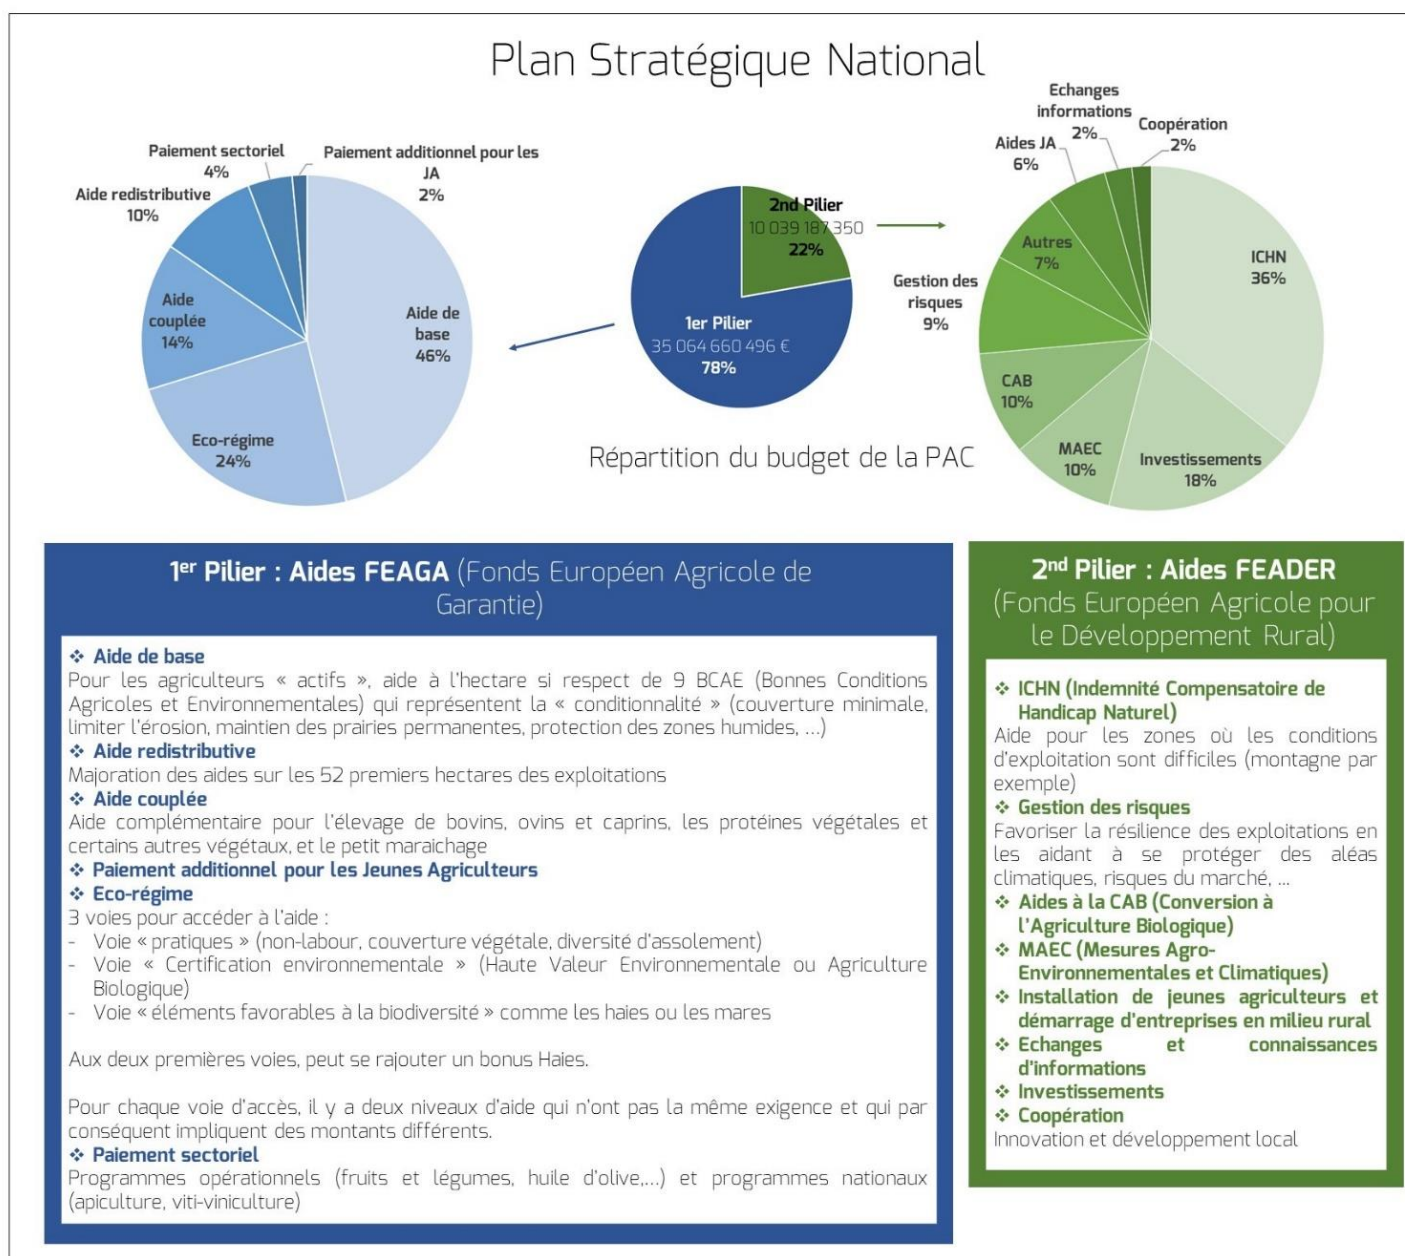 Plan Stratégique National
Paiement sectoriel
4%
Paiement additionnel pour les
JA
2%
Aide redistributive
10%
Aide
couplée
14%
Aide de
base
46%
Eco-régime
24%
2nd Pilier
10 039 187 350
22%
1er Pilier
35 064 660 496 €
78%
Répartition du budget de la PAC
Echanges
informations
2%
Coopération
2%
Aides JA
6%
Autres
7%
ICHN
36%
Gestion des
risques
9%
CAB
10%
MAEC
10%
Investissements
18%
1er Pilier : Aides FEAGA (Fonds Européen Agricole de
Garantie)
❖ Aide de base
Pour les agriculteurs « actifs », aide à l'hectare si respect de 9 BCAE (Bonnes Conditions
Agricoles et Environnementales) qui représentent la « conditionnalité » (couverture minimale,
limiter l'érosion, maintien des prairies permanentes, protection des zones humides, …)
❖ Aide redistributive
Majoration des aides sur les 52 premiers hectares des exploitations
❖ Aide couplée
Aide complémentaire pour l'élevage de bovins, ovins et caprins, les protéines végétales et
certains autres végétaux, et le petit maraichage
❖ Paiement additionnel pour les Jeunes Agriculteurs
❖ Eco-régime
3 voies pour accéder à l'aide :
- Voie « pratiques » (non-labour, couverture végétale, diversité d'assolement)
- Voie « Certification environnementale » (Haute Valeur Environnementale ou Agriculture
Biologique)
- Voie « éléments favorables à la biodiversité » comme les haies ou les mares
Aux deux premières voies, peut se rajouter un bonus Haies.
Pour chaque voie d'accès, il y a deux niveaux d'aide qui n'ont pas la même exigence et qui par
conséquent impliquent des montants différents.
❖ Paiement sectoriel
Programmes opérationnels (fruits et légumes, huile d'olive,…) et programmes nationaux
(apiculture, viti-viniculture)
2nd Pilier : Aides FEADER
(Fonds Européen Agricole pour
le Développement Rural)
❖ ICHN (Indemnité Compensatoire de
Handicap Naturel)
Aide pour les zones où les conditions
d'exploitation sont difficiles (montagne par
exemple)
❖ Gestion des risques
Favoriser la résilience des exploitations en
les aidant à se protéger des aléas
climatiques, risques du marché, …
❖ Aides à la CAB (Conversion à
l'Agriculture Biologique)
❖ MAEC (Mesures Agro-
Environnementales et Climatiques)
❖ Installation de jeunes agriculteurs et
démarrage d'entreprises en milieu rural
❖ Echanges et connaissances
d'informations
❖ Investissements
❖ Coopération
Innovation et développement local